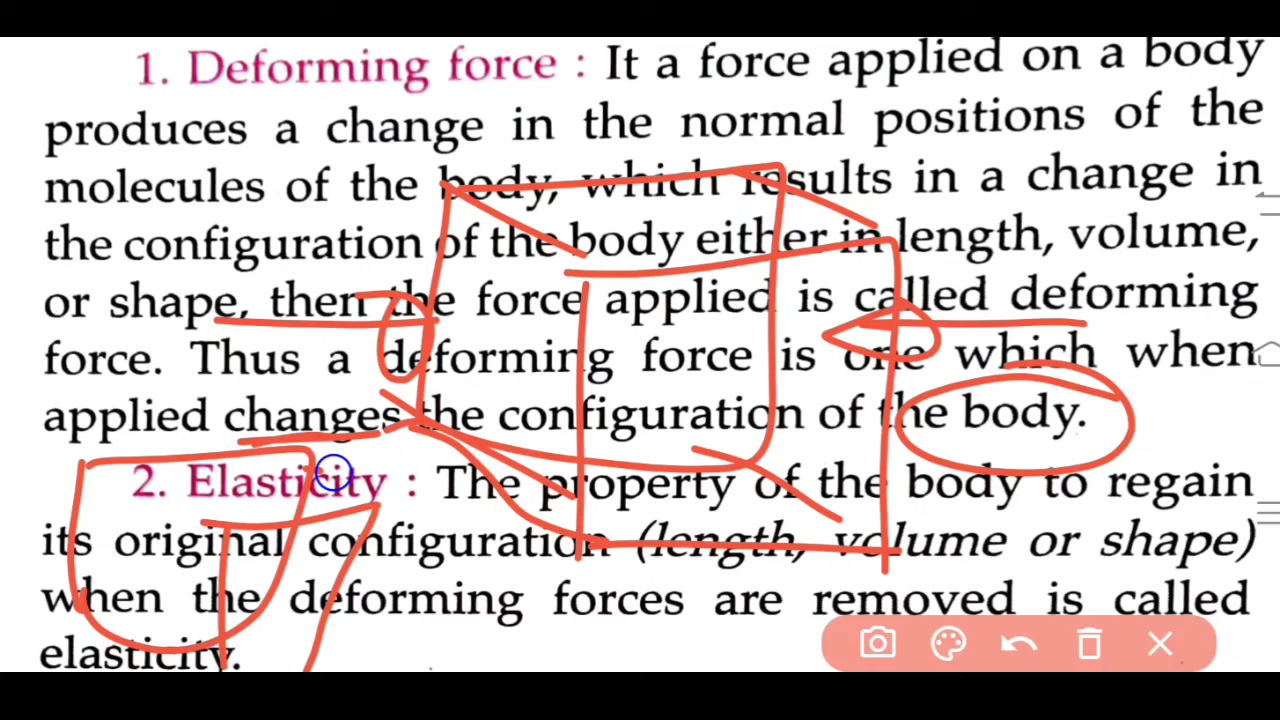 1. Deforming force : It a force applied on a body
produces a change in the normal positions of the
molecules of the body, which results in a change in
the configuration of the body either in length, volume,
or shape, then the force applied is called deforming
force. Thus a deforming force is one which when
applied changes the configuration of the body.
2. Elasticity : The property of the body to regain
its original configuration (length, volume or shape)
when the deforming forces are removed is called
elasticity.